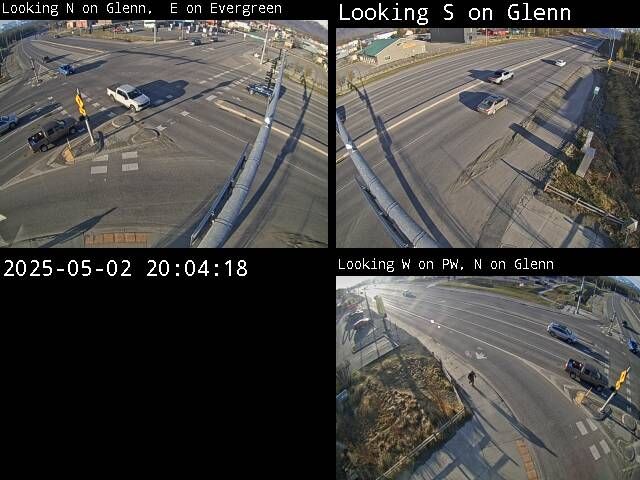 Looking N on Glenn, E on Evergreen
Looking S on Glenn
2025-05-02 20:04:18
Looking W on PW, N on Glenn